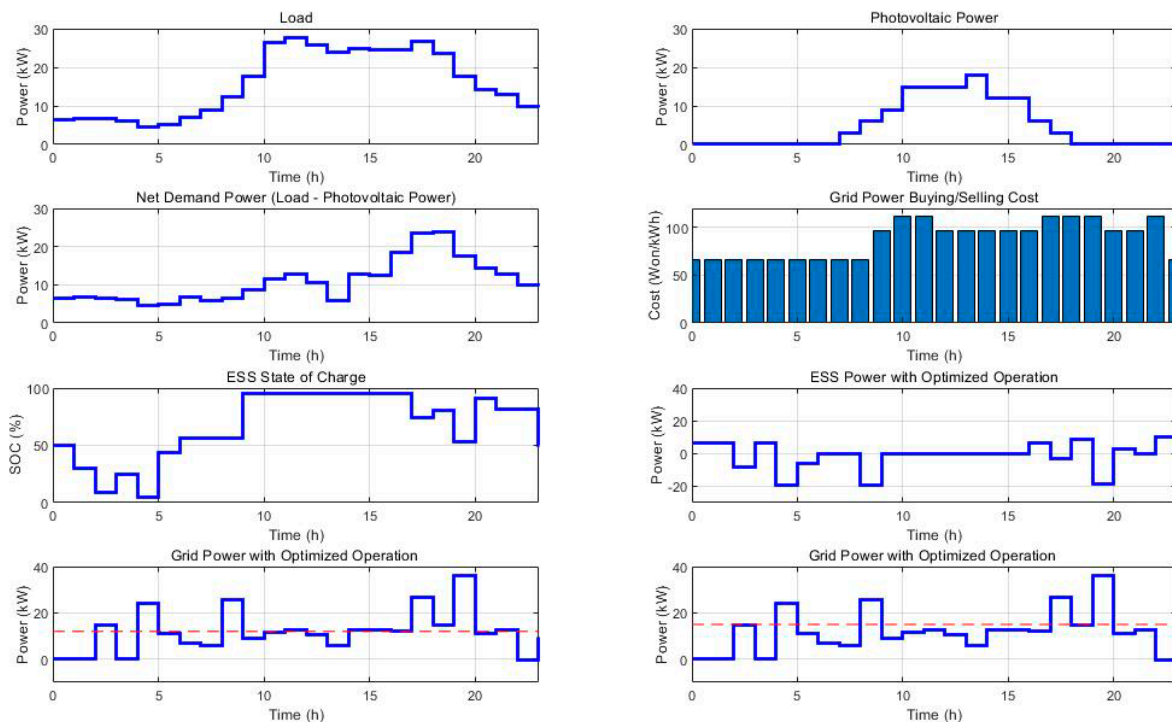 Load
Power (kW)
30
20
10
0
0 5 10 15 20
Time (h)
Photovoltaic Power
Power (kW)
30
20
10
0
0 5 10 15 20
Time (h)
Net Demand Power (Load - Photovoltaic Power)
Power (kW)
30
20
10
0
0 5 10 15 20
Time (h)
Grid Power Buying/Selling Cost
Cost (Won/kWh)
100
50
0
0 5 10 15 20
Time (h)
ESS State of Charge
SOC (%)
100
50
0
0 5 10 15 20
Time (h)
ESS Power with Optimized Operation
Power (kW)
40
20
0
-20
0 5 10 15 20
Time (h)
Grid Power with Optimized Operation
Power (kW)
40
20
0
0 5 10 15 20
Time (h)
Grid Power with Optimized Operation
Power (kW)
40
20
0
0 5 10 15 20
Time (h)